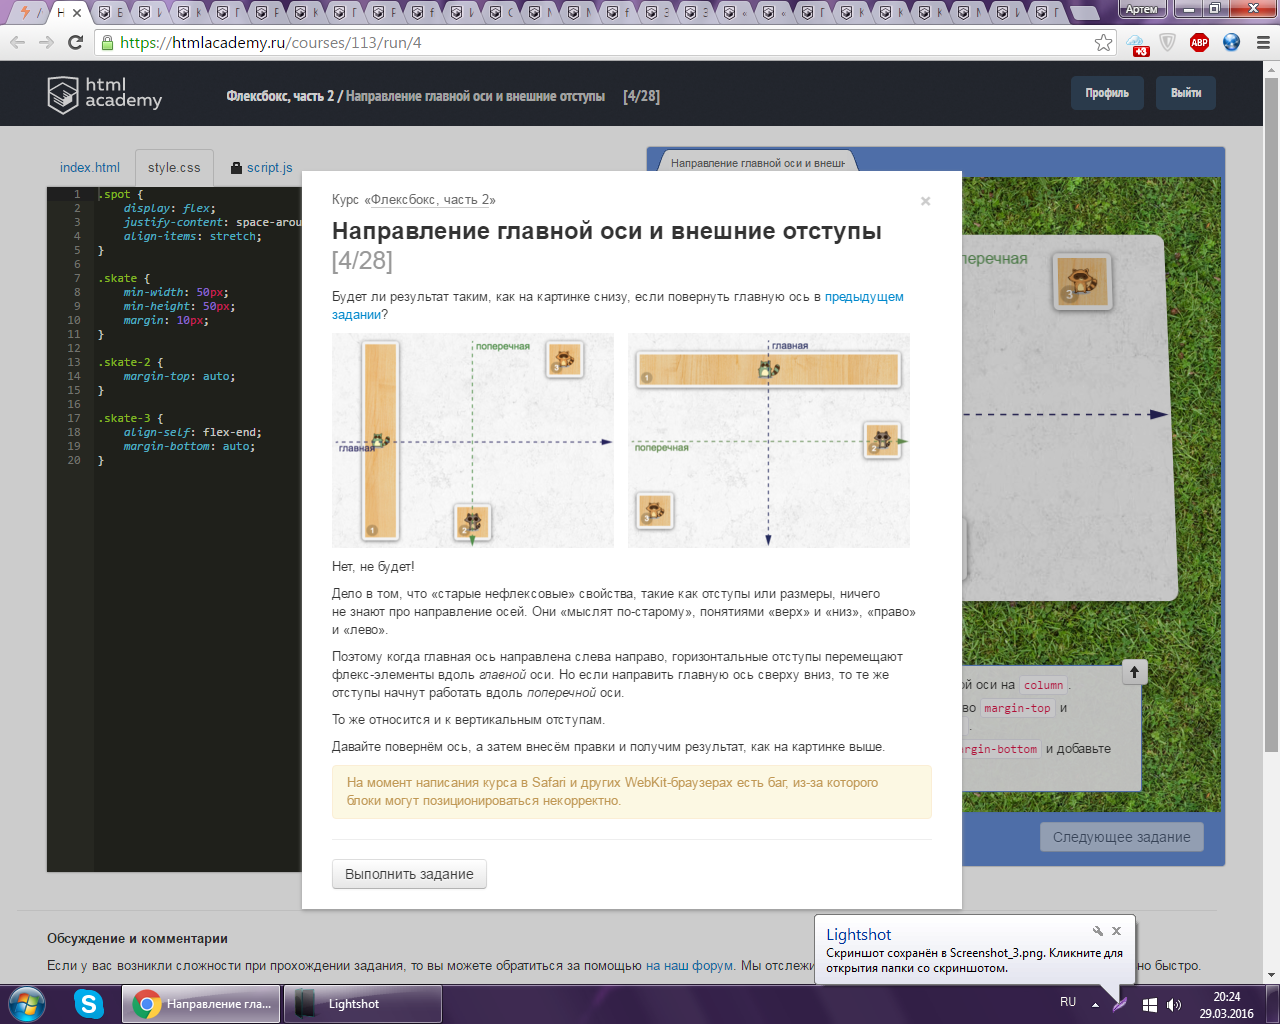 Артем
https://htmlacademy.ru/courses/113/run/4
+3
ABP
html
academy
Флексбокс, часть 2 / Направление главной оси и внешние отступы [4/28]
Профиль
Выйти
index.html
style.css
script.js
Направление главной оси и внешн
1 .spot {
2 display: flex;
3 justify-content: space-arou
4 align-items: stretch;
5 }
6
7 .skate {
8 min-width: 50px;
9 min-height: 50px;
10 margin: 10px;
11 }
12
13 .skate-2 {
14 margin-top: auto;
15 }
16
17 .skate-3 {
18 align-self: flex-end;
19 margin-bottom: auto;
20 }
Курс «Флексбокс, часть 2»
×
Направление главной оси и внешние отступы
[4/28]
Будет ли результат таким, как на картинке снизу, если повернуть главную ось в предыдущем
задании?
поперечная
3
главная
1
2
главная
1
поперечная
2
3
Нет, не будет!
Дело в том, что «старые нефлексовые» свойства, такие как отступы или размеры, ничего
не знают про направление осей. Они «мыслят по-старому», понятиями «верх» и «низ», «право»
и «лево».
Поэтому когда главная ось направлена слева направо, горизонтальные отступы перемещают
флекс-элементы вдоль главной оси. Но если направить главную ось сверху вниз, то те же
отступы начнут работать вдоль поперечной оси.
То же относится и к вертикальным отступам.
Давайте повернём ось, а затем внесём правки и получим результат, как на картинке выше.
На момент написания курса в Safari и других WebKit-браузерах есть баг, из-за которого
блоки могут позиционироваться некорректно.
Выполнить задание
перечная
3
й оси на column.
во margin-top и
.
argin-bottom и добавьте
Следующее задание
Обсуждение и комментарии
Если у вас возникли сложности при прохождении задания, то вы можете обратиться за помощью на наш форум. Мы отслежи
но быстро.
Lightshot
Скриншот сохранён в Screenshot_3.png. Кликните для
открытия папки со скриншотом.
Направление гла...
Lightshot
RU
20:24
29.03.2016